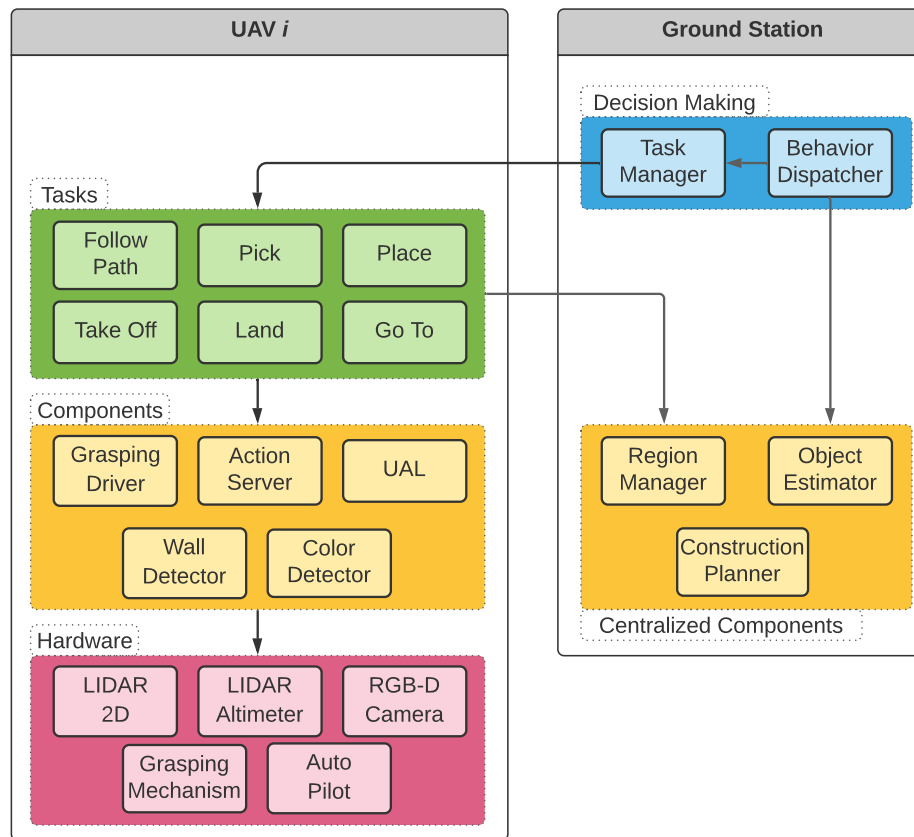 UAV i
Tasks
Follow
Path
Pick
Place
Take Off
Land
Go To
Components
Grasping
Driver
Action
Server
UAL
Wall
Detector
Color
Detector
Hardware
LIDAR
2D
LIDAR
Altimeter
RGB-D
Camera
Grasping
Mechanism
Auto
Pilot
Ground Station
Decision Making
Task
Manager
Behavior
Dispatcher
Region
Manager
Object
Estimator
Construction
Planner
Centralized Components